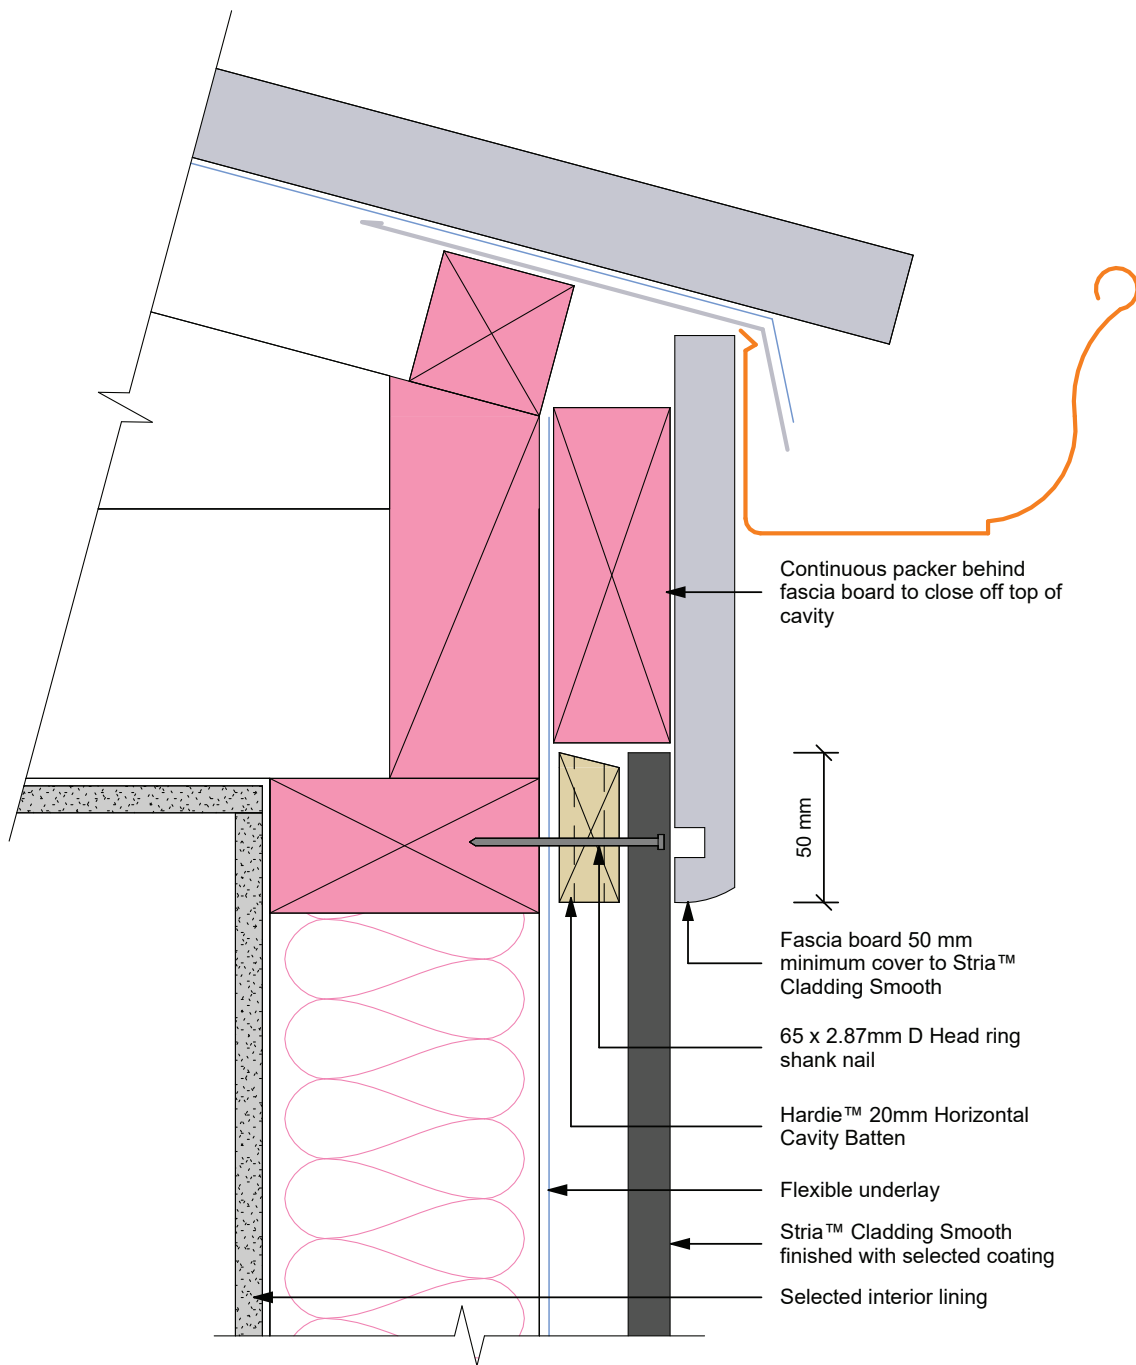 Continuous packer behind
fascia board to close off top of
cavity
50 mm
Fascia board 50 mm
minimum cover to Stria™
Cladding Smooth
65 x 2.87mm D Head ring
shank nail
Hardie™ 20mm Horizontal
Cavity Batten
Flexible underlay
Stria™ Cladding Smooth
finished with selected coating
Selected interior lining